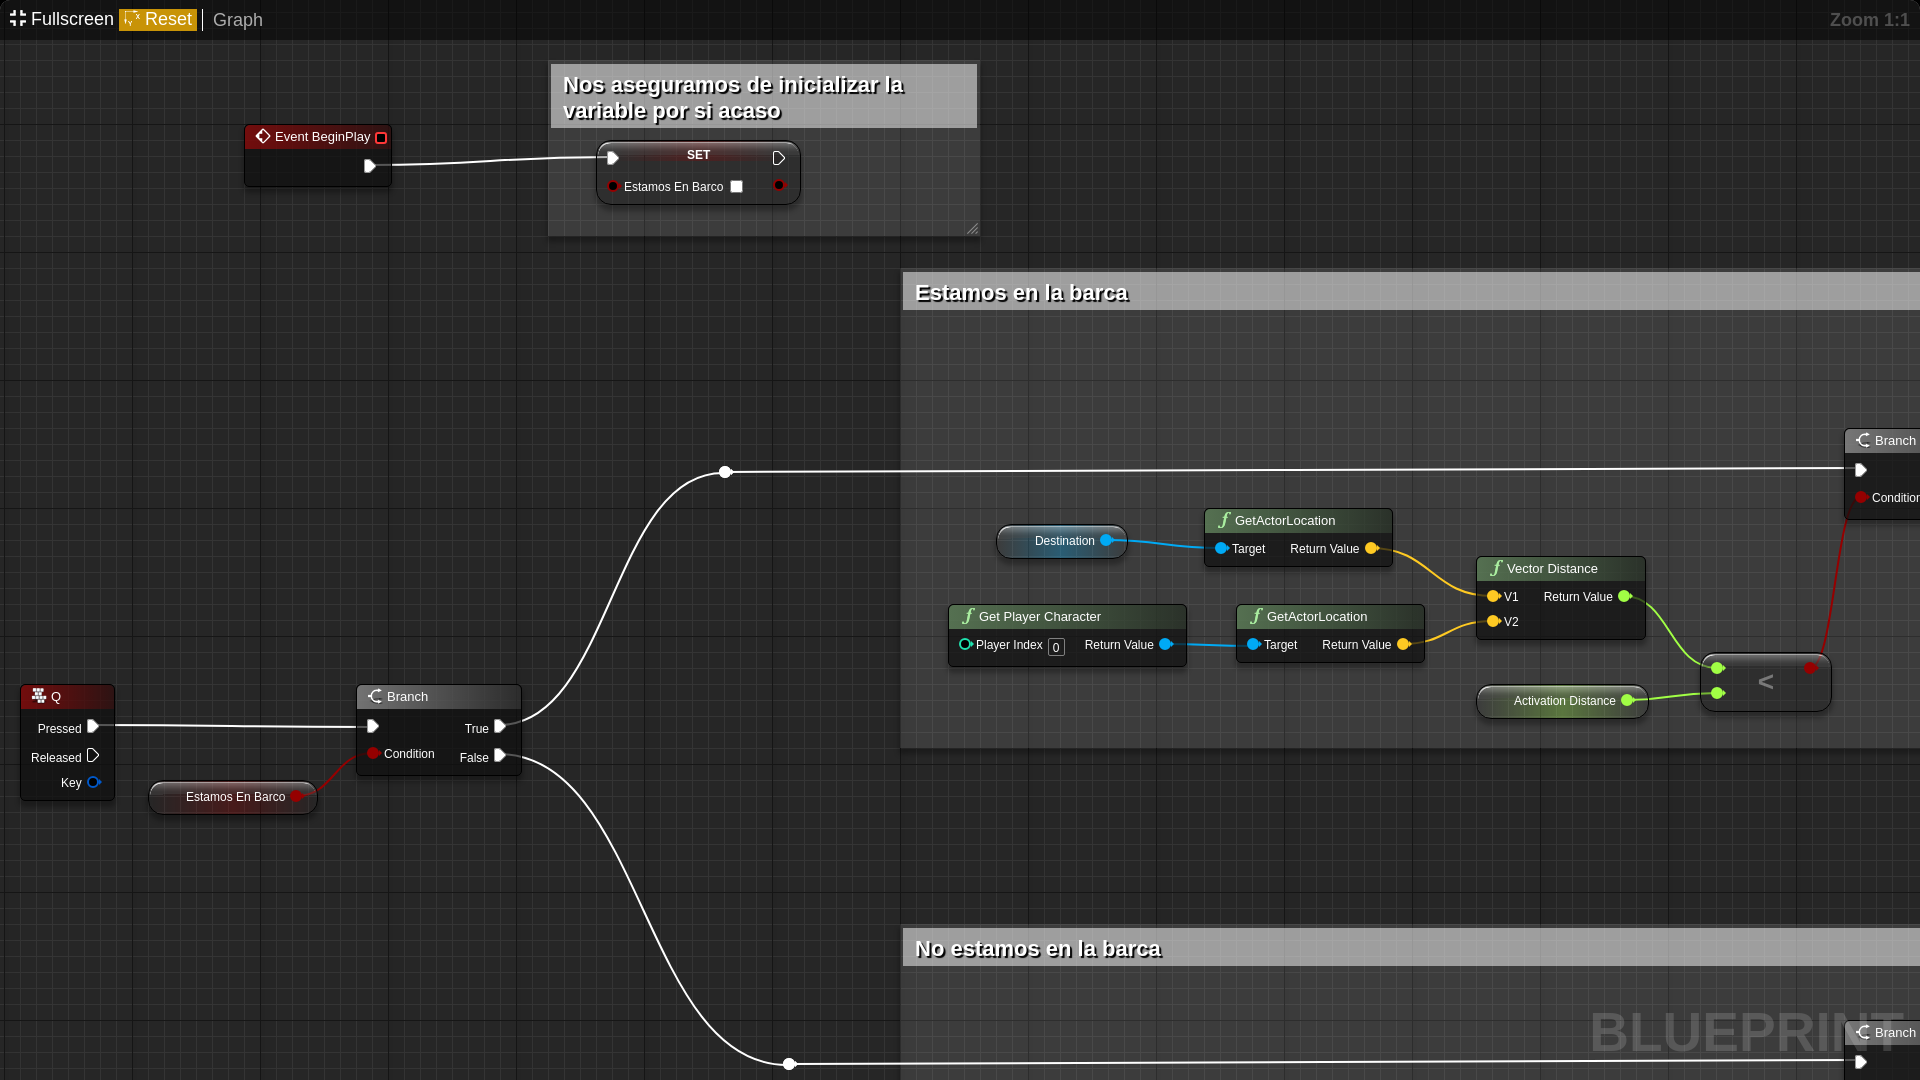 Fullscreen Reset Graph
Zoom 1:1
Nos aseguramos de inicializar la
variable por si acaso
Event BeginPlay
SET
Estamos En Barco
Estamos en la barca
Branch
Condition
Destination
GetActorLocation
Target Return Value
Vector Distance
V1 Return Value
V2
Get Player Character
Player Index 0 Return Value
GetActorLocation
Target Return Value
<
Activation Distance
Q
Pressed
Released
Key
Branch
True
Condition
False
Estamos En Barco
No estamos en la barca
BLUEPRINT
Branch